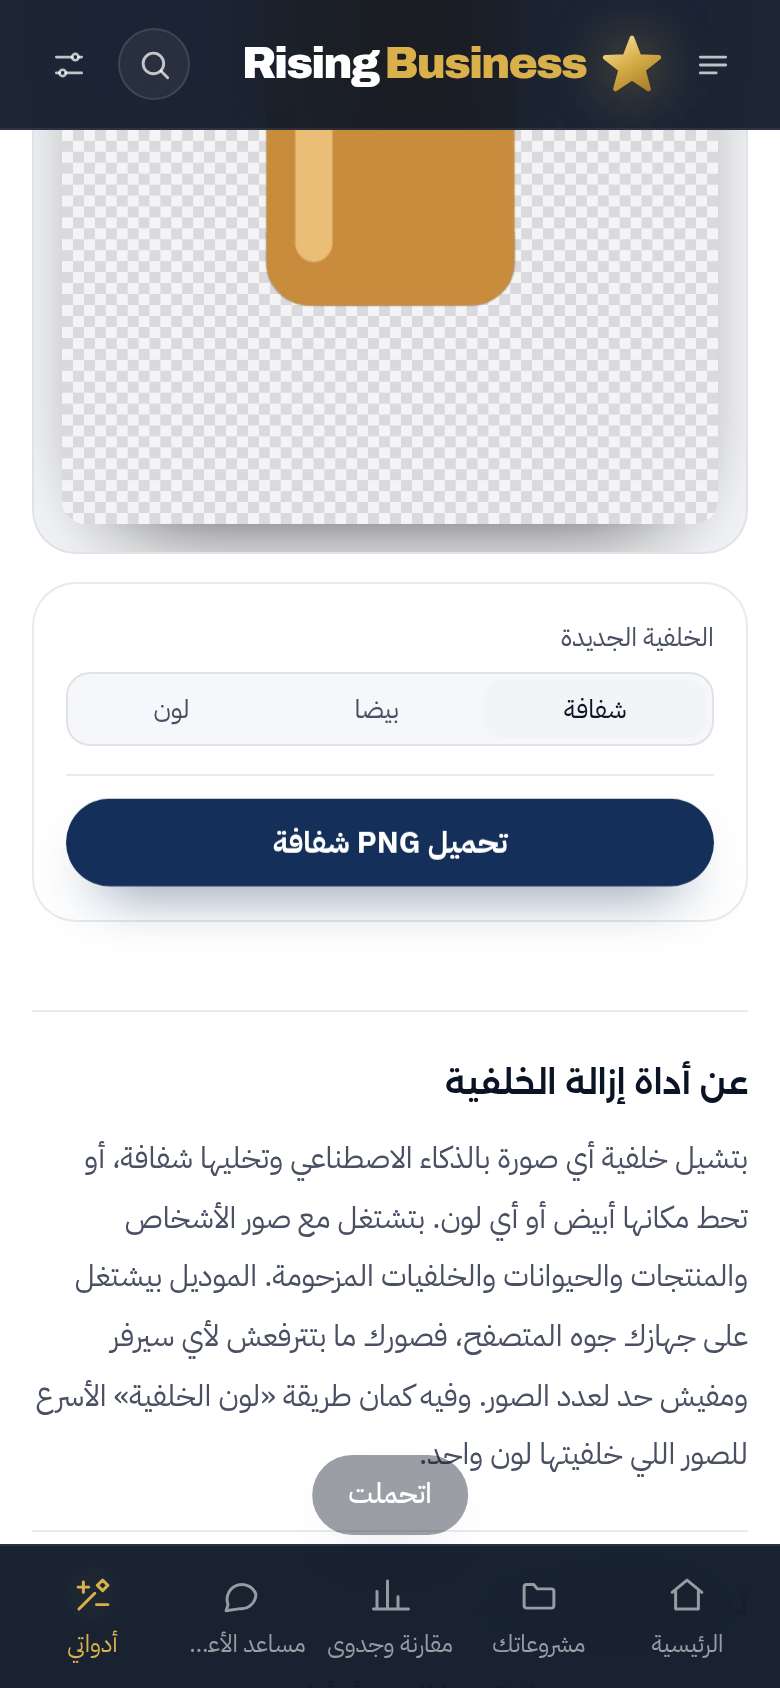 Rising Business
الخلفية الجديدة
شفافة
بيضا
لون
تحميل PNG شفافة
عن أداة إزالة الخلفية
بتشيل خلفية أي صورة بالذكاء الاصطناعي وتخليها شفافة، أو
تحط مكانها أبيض أو أي لون. بتشتغل مع صور الأشخاص
والمنتجات والحيوانات والخلفيات المزحومة. الموديل بيشتغل
على جهازك جوه المتصفح، فصورك ما بتترفعش لأي سيرفر
ومفيش حد لعدد الصور. وفيه كمان طريقة «لون الخلفية» الأسرع
للصور اللي خلفيتها لون واحد.
اتحملت
الرئيسية
مشروعاتك
مقارنة وجدوى
مساعد الأع...
أدواتي